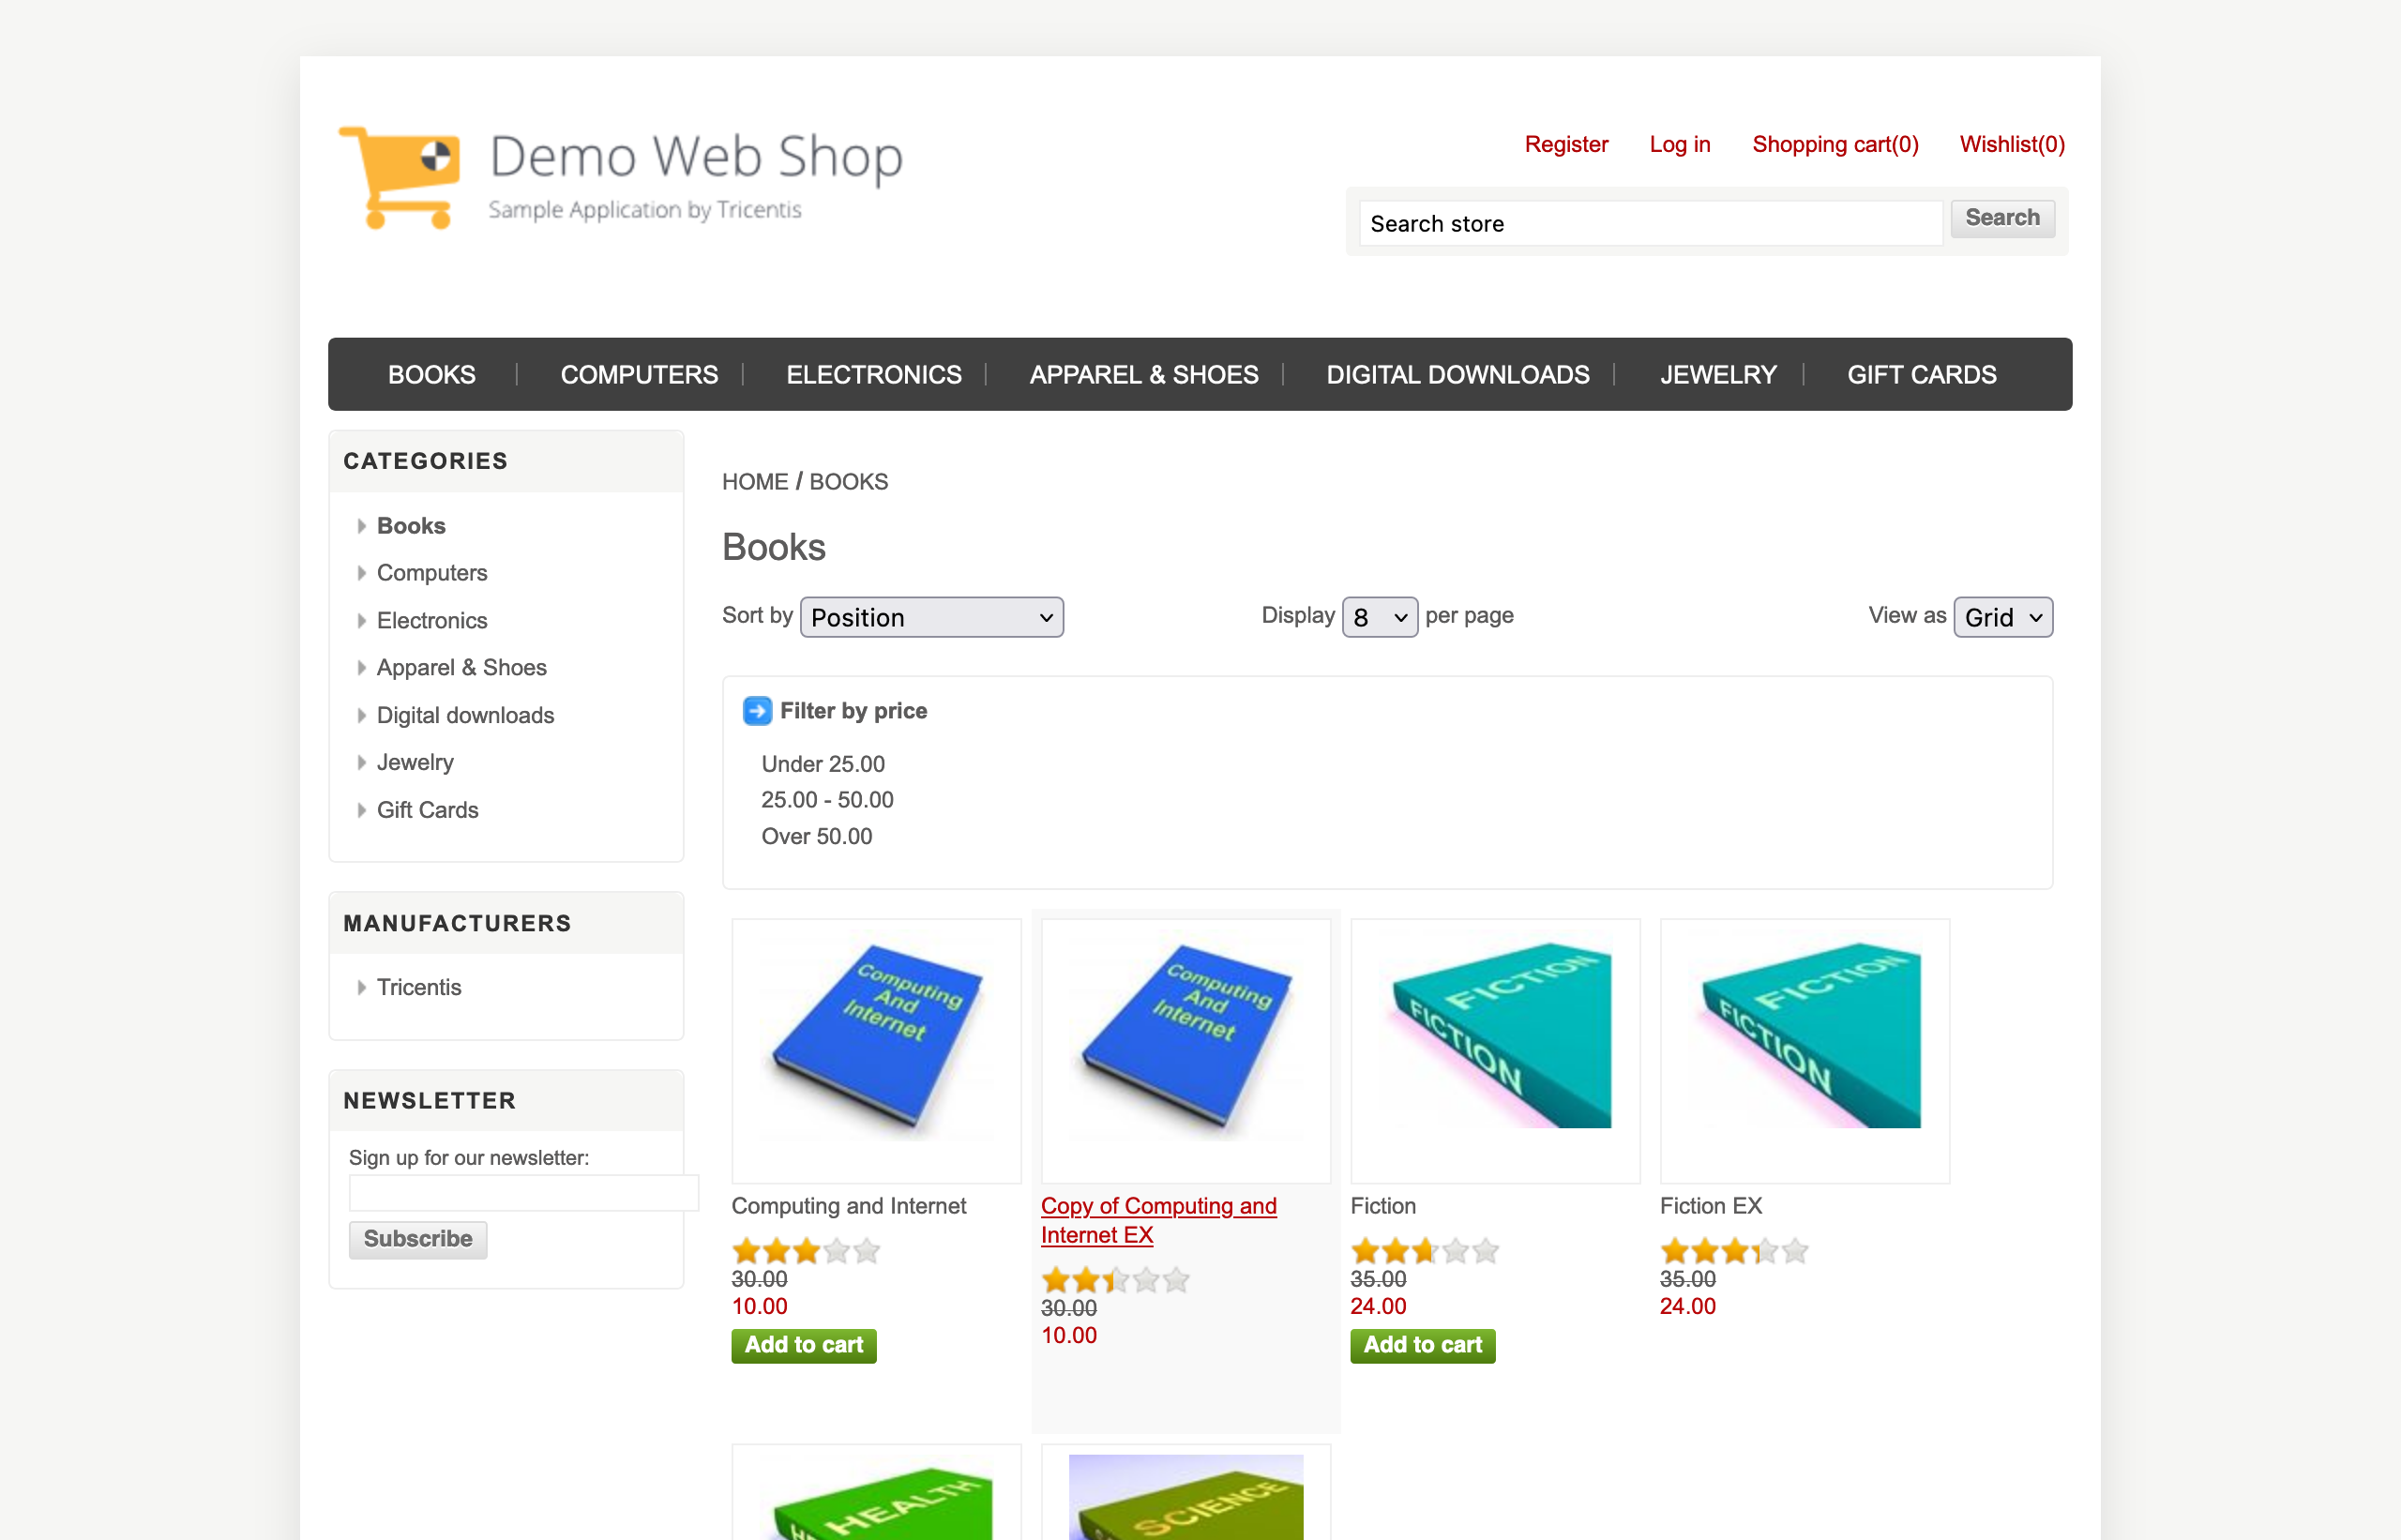 Demo Web Shop
Sample Application by Tricentis
Register Log in Shopping cart(0) Wishlist(0)
Search store Search
BOOKS COMPUTERS ELECTRONICS APPAREL & SHOES DIGITAL DOWNLOADS JEWELRY GIFT CARDS
CATEGORIES
Books
Computers
Electronics
Apparel & Shoes
Digital downloads
Jewelry
Gift Cards
MANUFACTURERS
Tricentis
NEWSLETTER
Sign up for our newsletter:
Subscribe
HOME / BOOKS
Books
Sort by Position Display 8 per page View as Grid
Filter by price
Under 25.00
25.00 - 50.00
Over 50.00
Computing
And
Internet
Computing and Internet
30.00
10.00
Add to cart
Computing
And
Internet
Copy of Computing and
Internet EX
30.00
10.00
FICTION
FICTION
Fiction
35.00
24.00
Add to cart
FICTION
FICTION
Fiction EX
35.00
24.00
HEALTH
SCIENCE